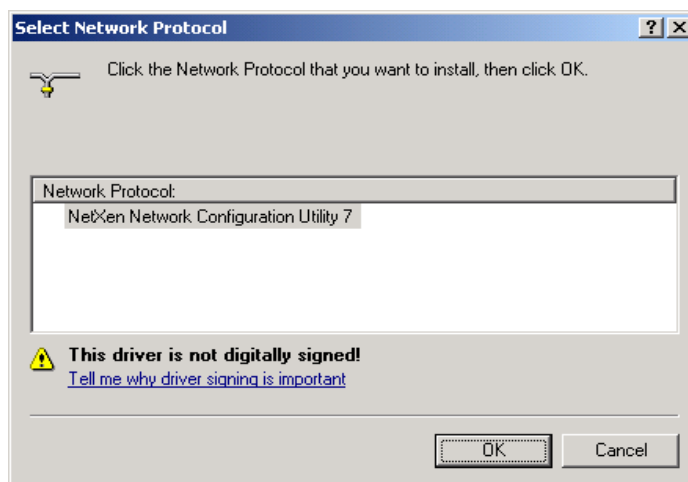 Select Network Protocol
Click the Network Protocol that you want to install, then click OK.
Network Protocol:
NetXen Network Configuration Utility 7
This driver is not digitally signed!
Tell me why driver signing is important
OK
Cancel